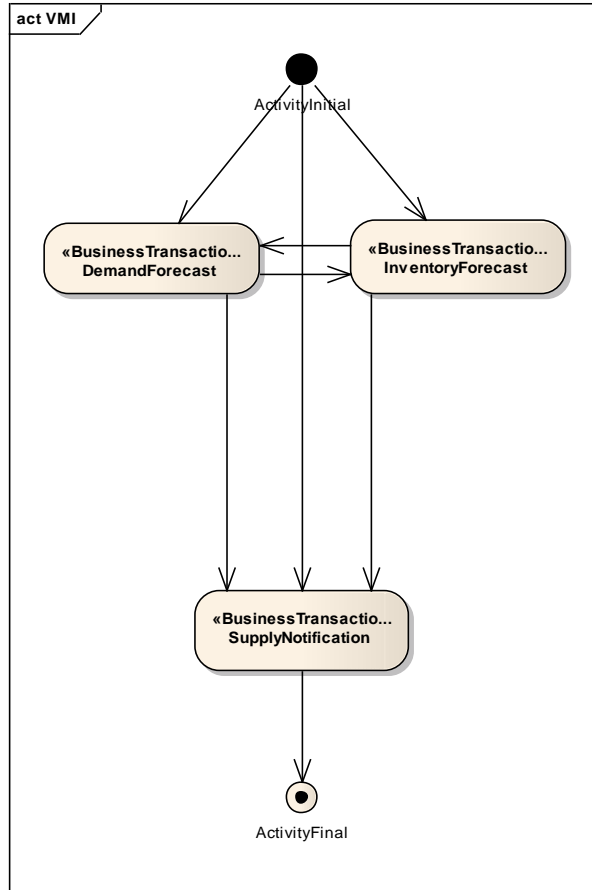 act VMI
ActivityInitial
«BusinessTransactio...
DemandForecast
«BusinessTransactio...
InventoryForecast
«BusinessTransactio...
SupplyNotification
ActivityFinal